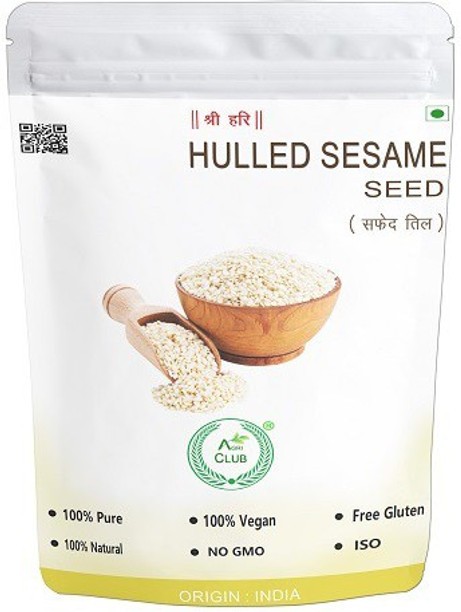 || श्री हरि ||
HULLED SESAME
SEED
( सफेद तिल )
AGRI
CLUB
®
100% Pure
100% Vegan
Free Gluten
100% Natural
NO GMO
ISO
ORIGIN : INDIA